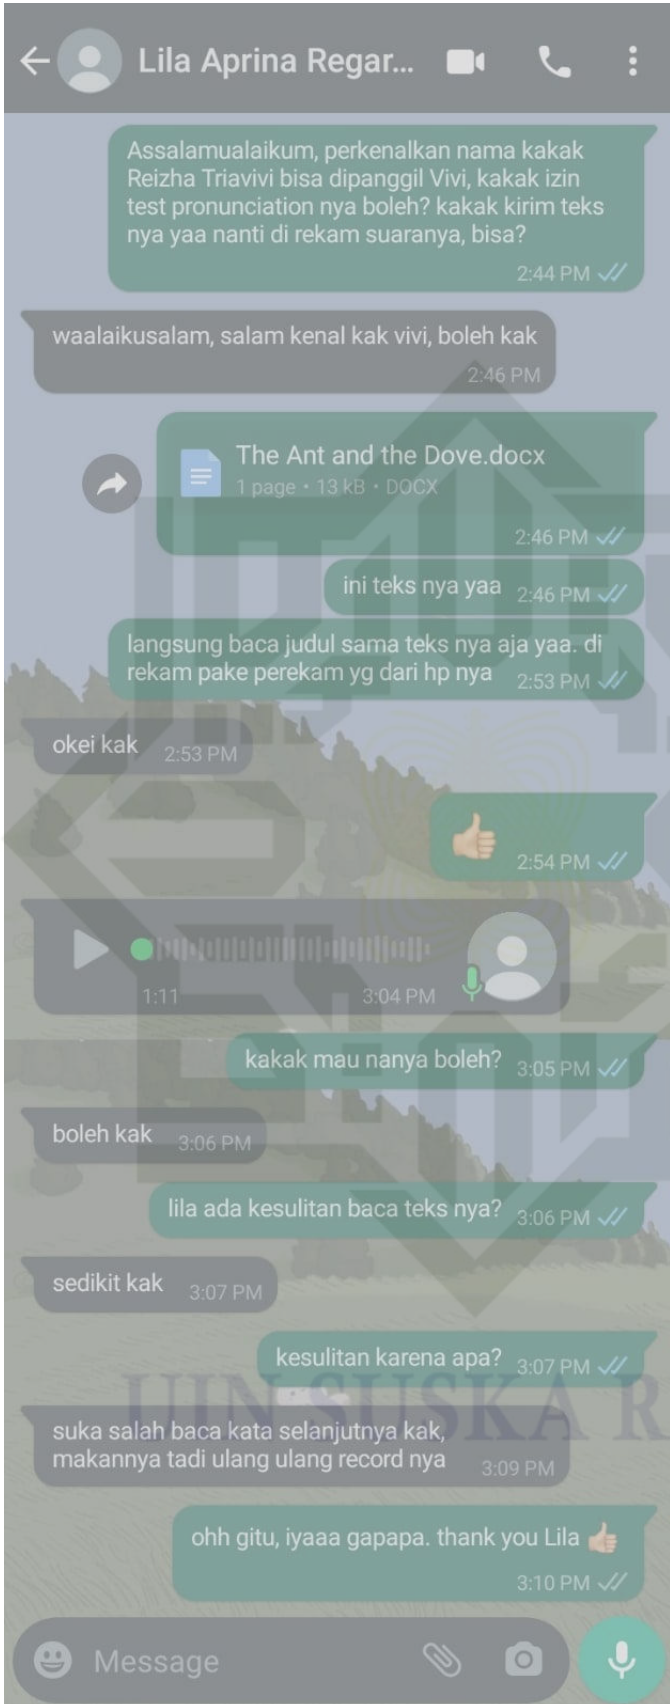 Lila Aprina Regar...
Assalamualaikum, perkenalkan nama kakak
Reizha Triavivi bisa dipanggil Vivi, kakak izin
test pronunciation nya boleh? kakak kirim teks
nya yaa nanti di rekam suaranya, bisa?
2:44 PM
waalaikusalam, salam kenal kak vivi, boleh kak
2:46 PM
The Ant and the Dove.docx
1 page • 13 kB • DOCX
2:46 PM
ini teks nya yaa 2:46 PM
langsung baca judul sama teks nya aja yaa. di
rekam pake perekam yg dari hp nya 2:53 PM
okei kak 2:53 PM
2:54 PM
1:11 3:04 PM
kakak mau nanya boleh? 3:05 PM
boleh kak 3:06 PM
lila ada kesulitan baca teks nya? 3:06 PM
sedikit kak 3:07 PM
kesulitan karena apa? 3:07 PM
UIN SUSKA R
suka salah baca kata selanjutnya kak,
makannya tadi ulang ulang record nya 3:09 PM
ohh gitu, iyaaa gapapa. thank you Lila 👍🏻
3:10 PM
Message